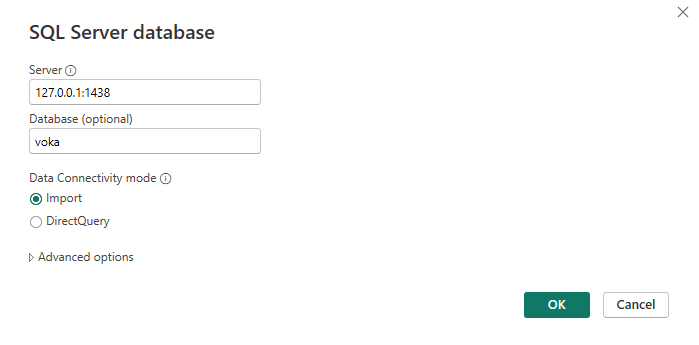 SQL Server database
Server
127.0.0.1:1438
Database (optional)
voka
Data Connectivity mode
Import
DirectQuery
Advanced options
OK Cancel